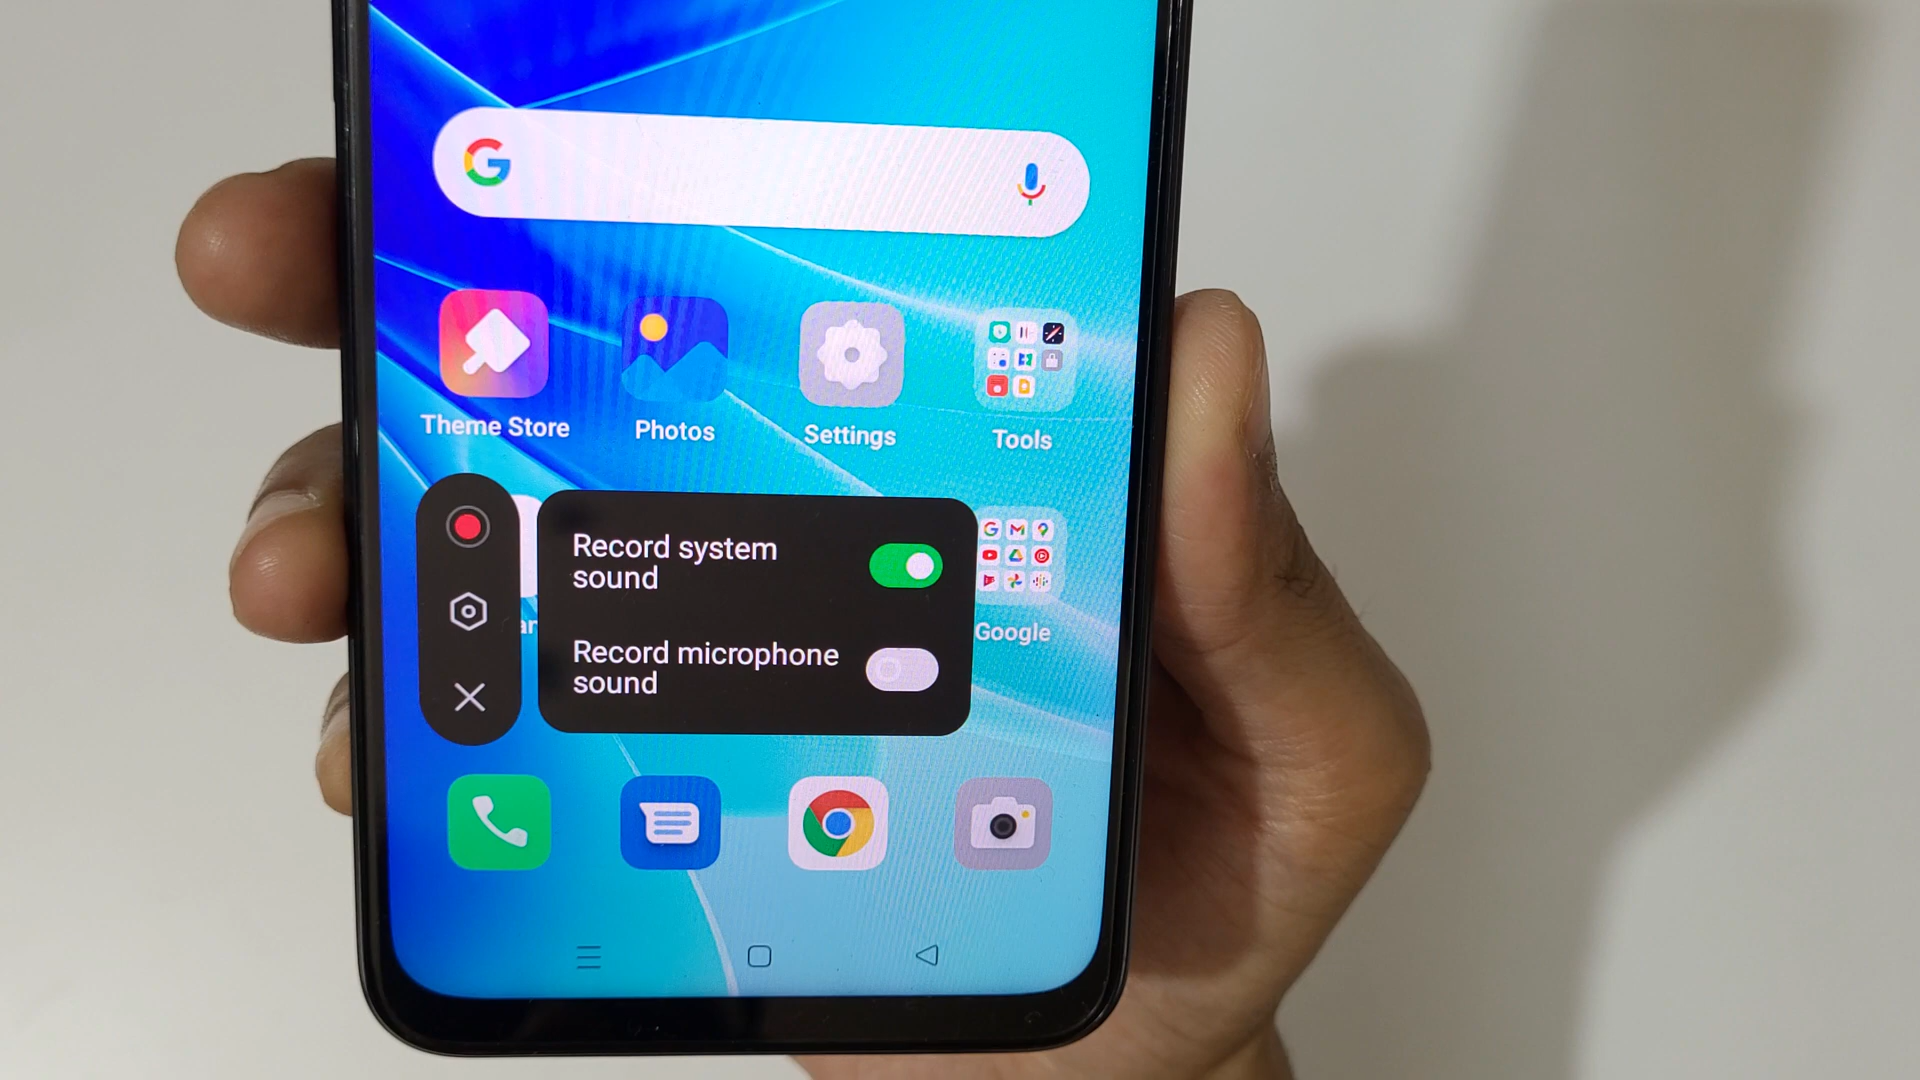 Theme Store
Photos
Settings
Tools
Record system
sound
Record microphone
sound
Google